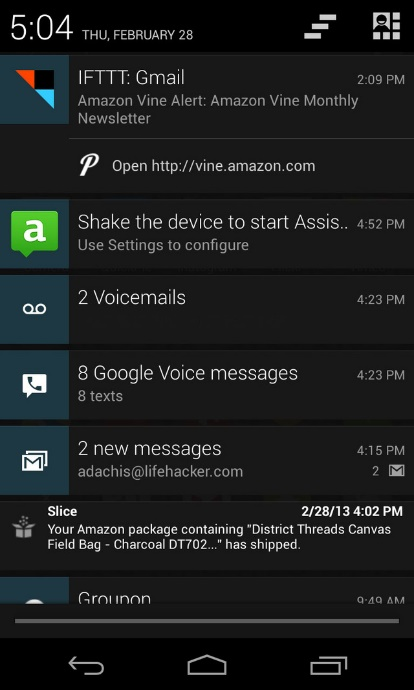 5:04 THU, FEBRUARY 28
IFTTT: Gmail 2:09 PM
Amazon Vine Alert: Amazon Vine Monthly
Newsletter
Open http://vine.amazon.com
a
Shake the device to start Assis.. 4:52 PM
Use Settings to configure
2 Voicemails 4:23 PM
8 Google Voice messages 4:23 PM
8 texts
2 new messages 4:15 PM
adachis@lifehacker.com 2
Slice 2/28/13 4:02 PM
Your Amazon package containing "District Threads Canvas
Field Bag - Charcoal DT702..." has shipped.
Groupon 9:49 AM